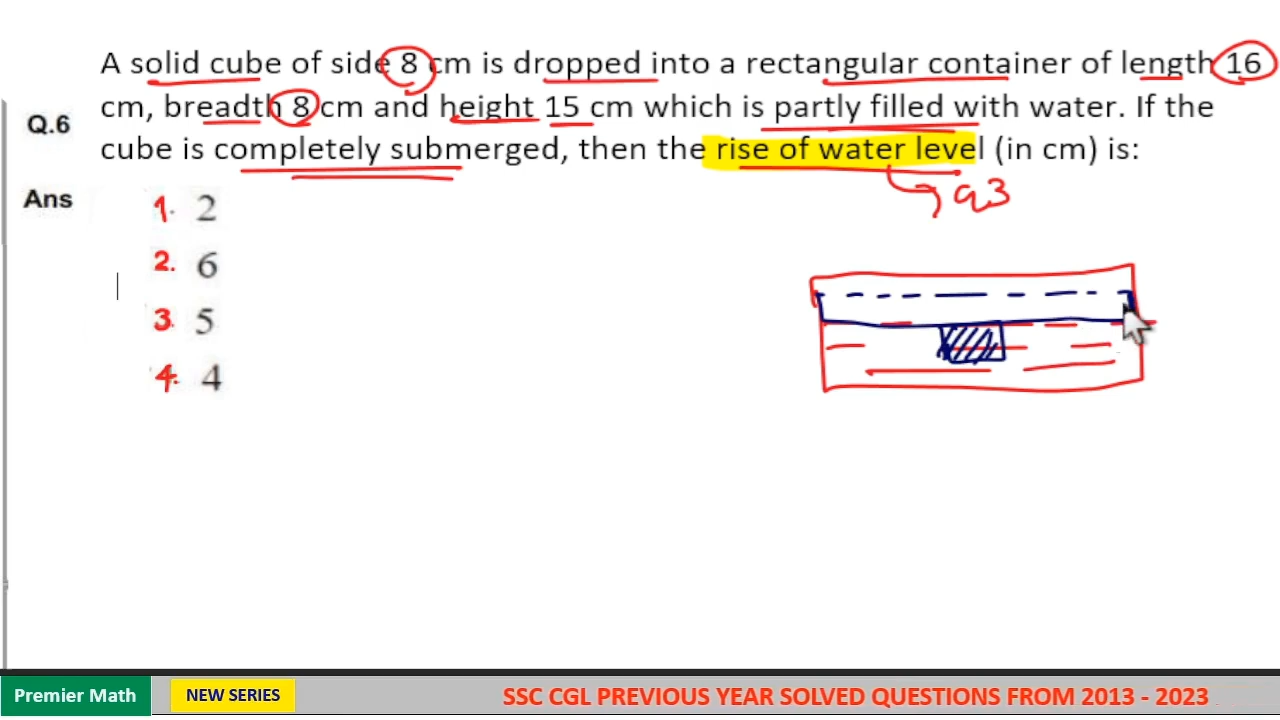 A solid cube of side 8 cm is dropped into a rectangular container of length 16
cm, breadth 8 cm and height 15 cm which is partly filled with water. If the
Q.6
cube is completely submerged, then the rise of water level (in cm) is:
Ans
1. 2
2. 6
3. 5
4. 4
Premier Math
NEW SERIES
SSC CGL PREVIOUS YEAR SOLVED QUESTIONS FROM 2013 - 2023